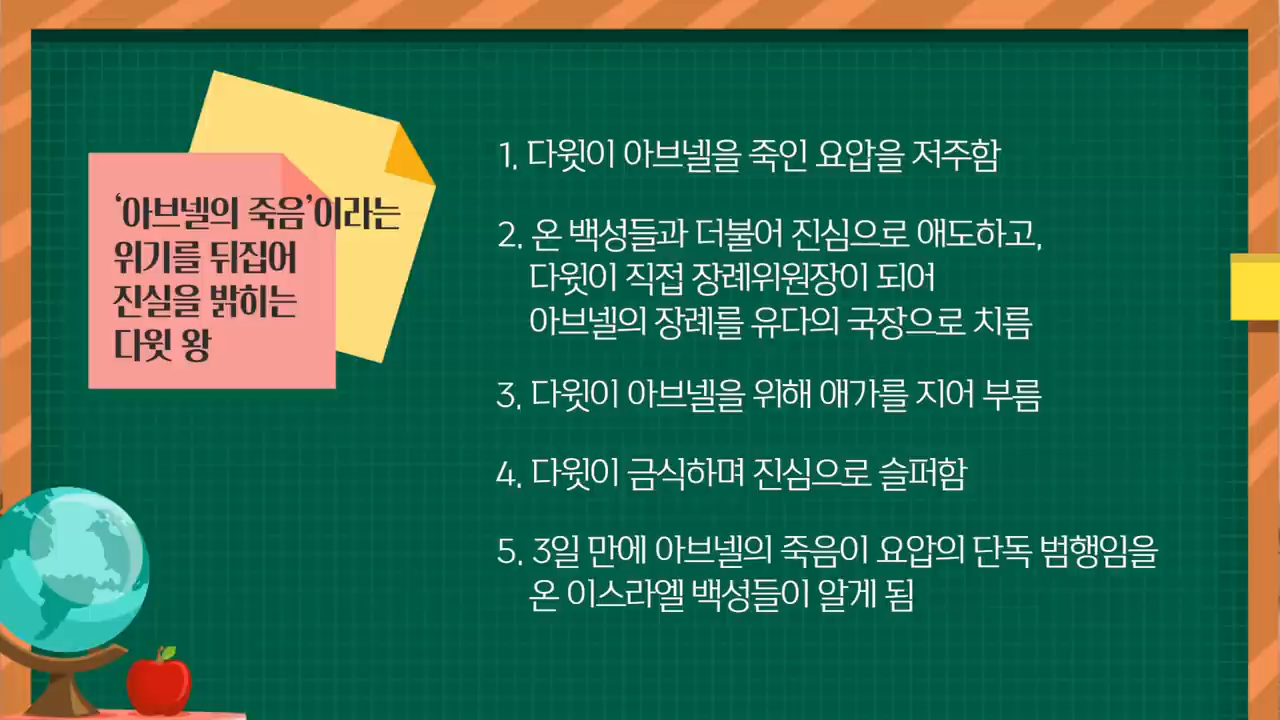 ‘아브넬의 죽음’이라는
위기를 뒤집어
진실을 밝히는
다윗 왕
1. 다윗이 아브넬을 죽인 요압을 저주함
2. 온 백성들과 더불어 진심으로 애도하고,
다윗이 직접 장례위원장이 되어
아브넬의 장례를 유다의 국장으로 치름
3. 다윗이 아브넬을 위해 애가를 지어 부름
4. 다윗이 금식하며 진심으로 슬퍼함
5. 3일 만에 아브넬의 죽음이 요압의 단독 범행임을
온 이스라엘 백성들이 알게 됨